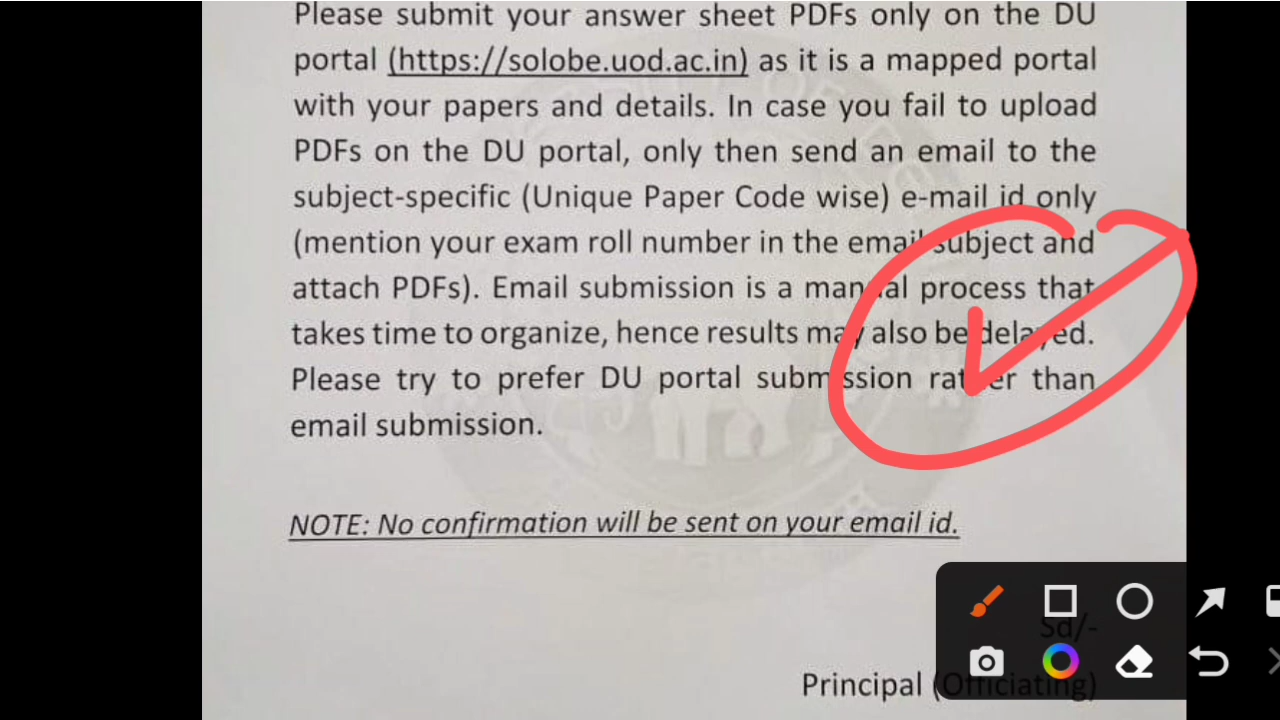 Please submit your answer sheet PDFs only on the DU
portal (https://solobe.uod.ac.in) as it is a mapped portal
with your papers and details. In case you fail to upload
PDFs on the DU portal, only then send an email to the
subject-specific (Unique Paper Code wise) e-mail id only
(mention your exam roll number in the email subject and
attach PDFs). Email submission is a manual process that
takes time to organize, hence results may also be delayed.
Please try to prefer DU portal submission rather than
email submission.
NOTE: No confirmation will be sent on your email id.
Sd/-
Principal (Officiating)